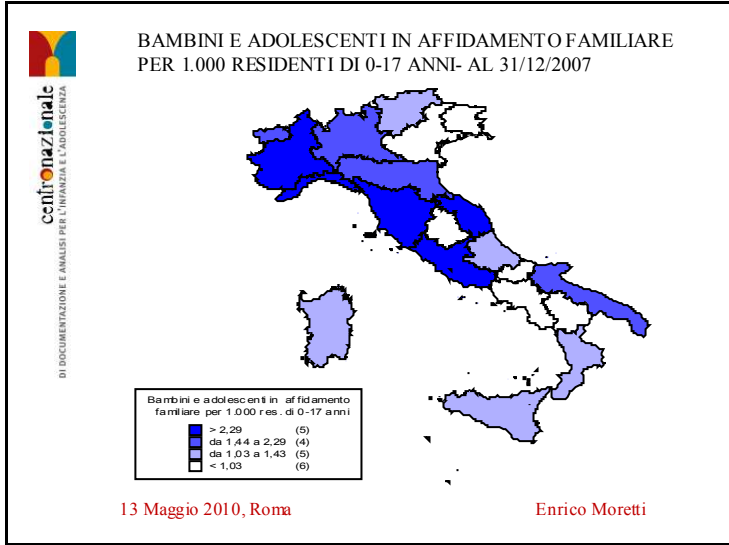 BAMBINI E ADOLESCENTI IN AFFIDAMENTO FAMILIARE
PER 1.000 RESIDENTI DI 0-17 ANNI- AL 31/12/2007
centronazionale
DI DOCUMENTAZIONE E ANALISI PER L'INFANZIA E L'ADOLESCENZA
Bambini e adolescenti in affidamento
familiare per 1.000 res. di 0-17 anni
> 2,29 (5)
da 1,44 a 2,29 (4)
da 1,03 a 1,43 (5)
< 1,03 (6)
13 Maggio 2010, Roma
Enrico Moretti